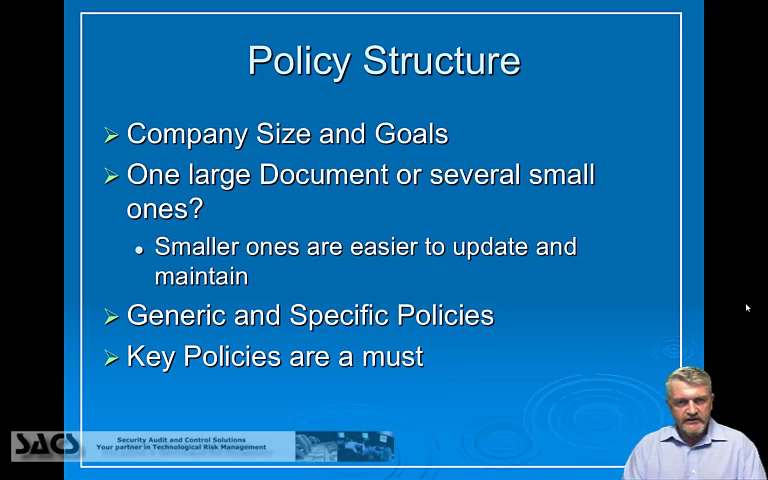 Policy Structure
Company Size and Goals
One large Document or several small
ones?
Smaller ones are easier to update and
maintain
Generic and Specific Policies
Key Policies are a must
SACS
Security Audit and Control Solutions
Your partner in Technological Risk Management